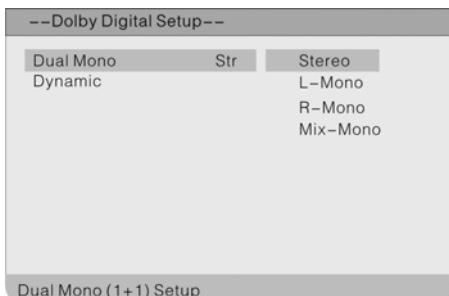 --Dolby Digital Setup--
Dual Mono Str Stereo
Dynamic L-Mono
R-Mono
Mix-Mono
Dual Mono (1+1) Setup